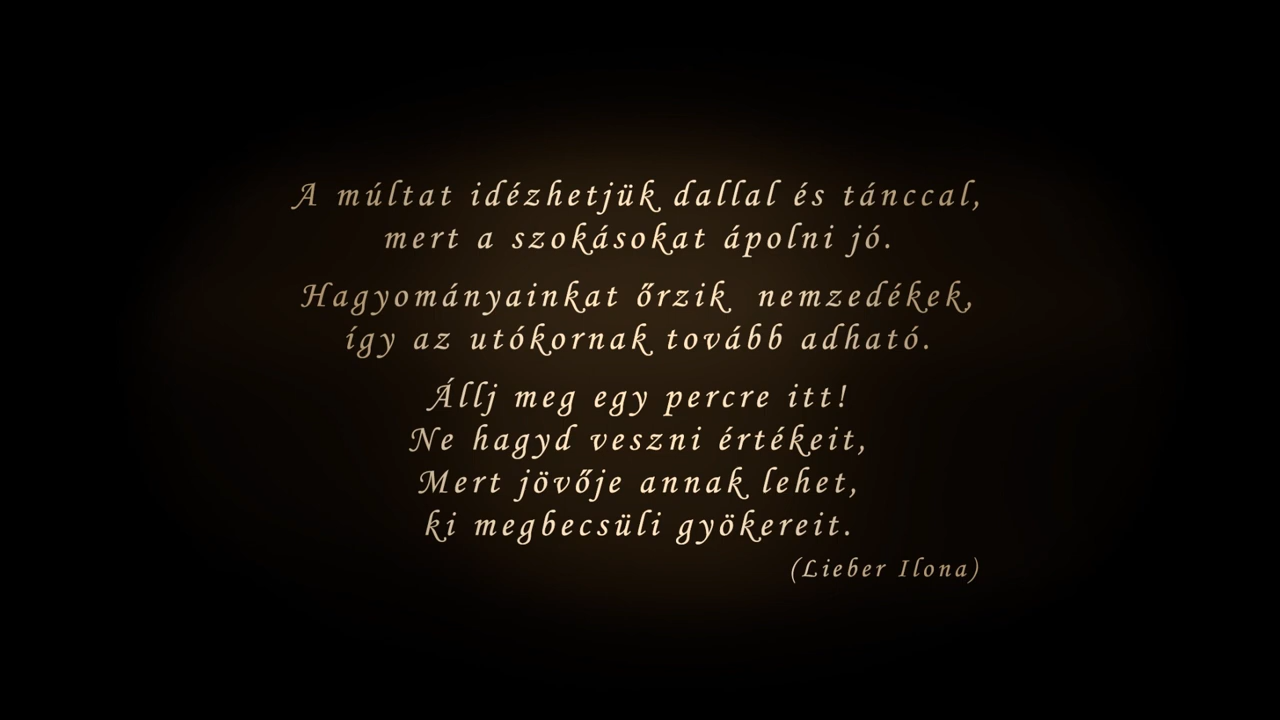 A múltat idézhetjük dallal és tánccal,
mert a szokásokat ápolni jó.
Hagyományainkat őrzik nemzedékek,
így az utókornak tovább adható.
Állj meg egy percre itt!
Ne hagyd veszni értékeit,
Mert jövője annak lehet,
ki megbecsüli gyökereit.
(Lieber Ilona)